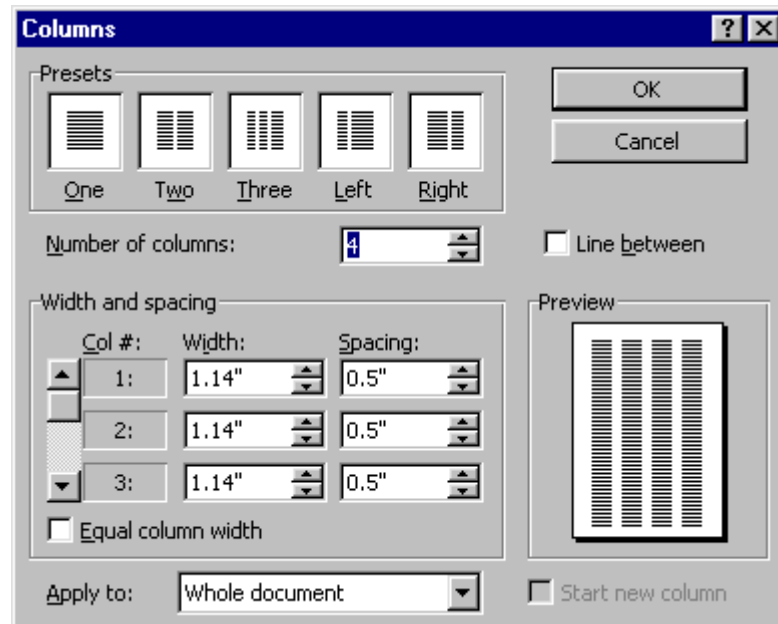 Columns
Presets
One Two Three Left Right
OK
Cancel
Number of columns: 4
Line between
Width and spacing
Col #: Width: Spacing:
1: 1.14" 0.5"
2: 1.14" 0.5"
3: 1.14" 0.5"
Equal column width
Preview
Apply to: Whole document
Start new column